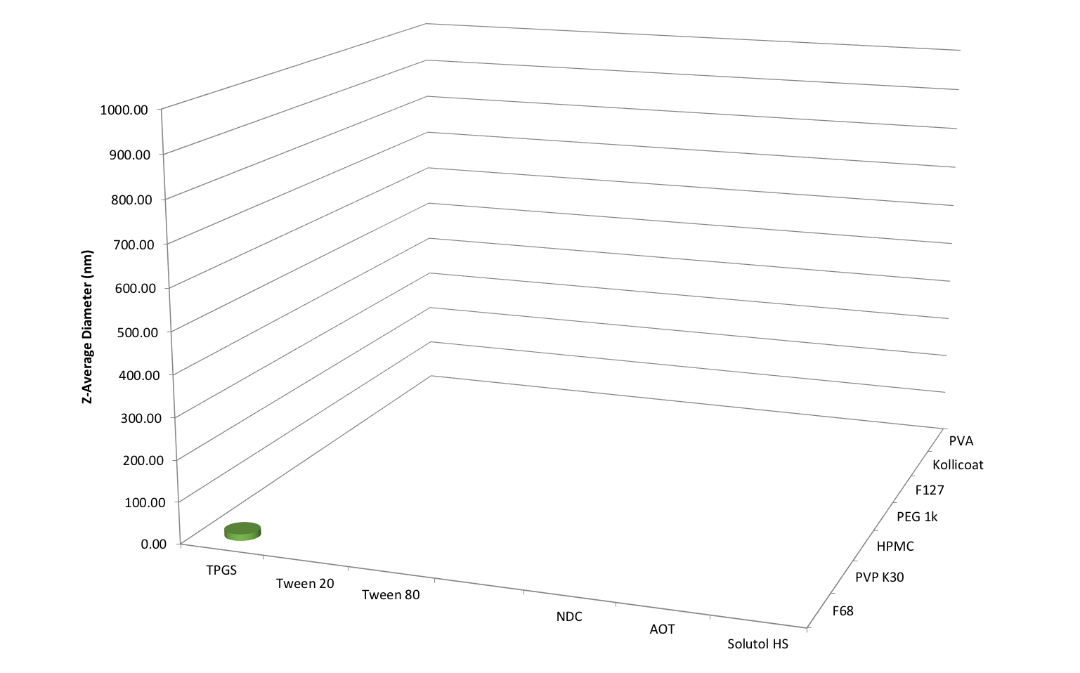 1000.00
900.00
800.00
700.00
600.00
500.00
400.00
300.00
200.00
100.00
0.00
Z-Average Diameter (nm)
TPGS
Tween 20
Tween 80
NDC
AOT
Solutol HS
PVA
Kollicoat
F127
PEG 1k
HPMC
PVP K30
F68